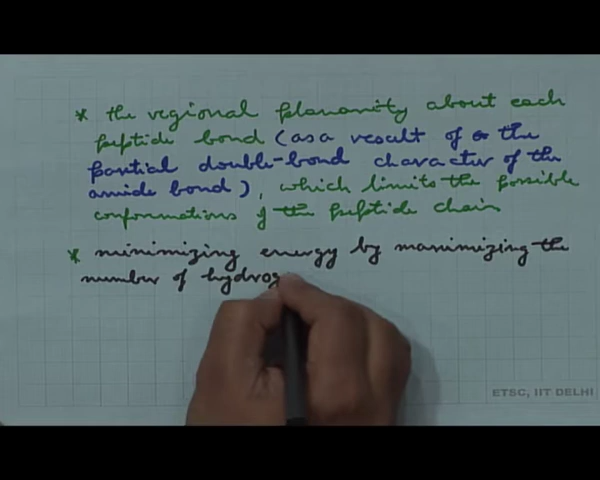 * the regional planarity about each
peptide bond (as a result of the
partial double-bond character of the
amide bond), which limits the possible
conformations of the peptide chain
* minimizing energy by maximizing the
number of hydrog
ETSC, IIT DELHI